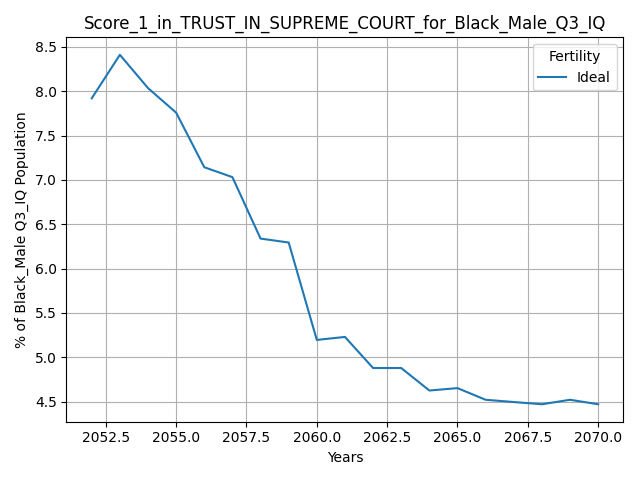 Score_1_in_TRUST_IN_SUPREME_COURT_for_Black_Male_Q3_IQ
Fertility
Ideal
% of Black_Male Q3_IQ Population
8.5
8.0
7.5
7.0
6.5
6.0
5.5
5.0
4.5
2052.5 2055.0 2057.5 2060.0 2062.5 2065.0 2067.5 2070.0
Years